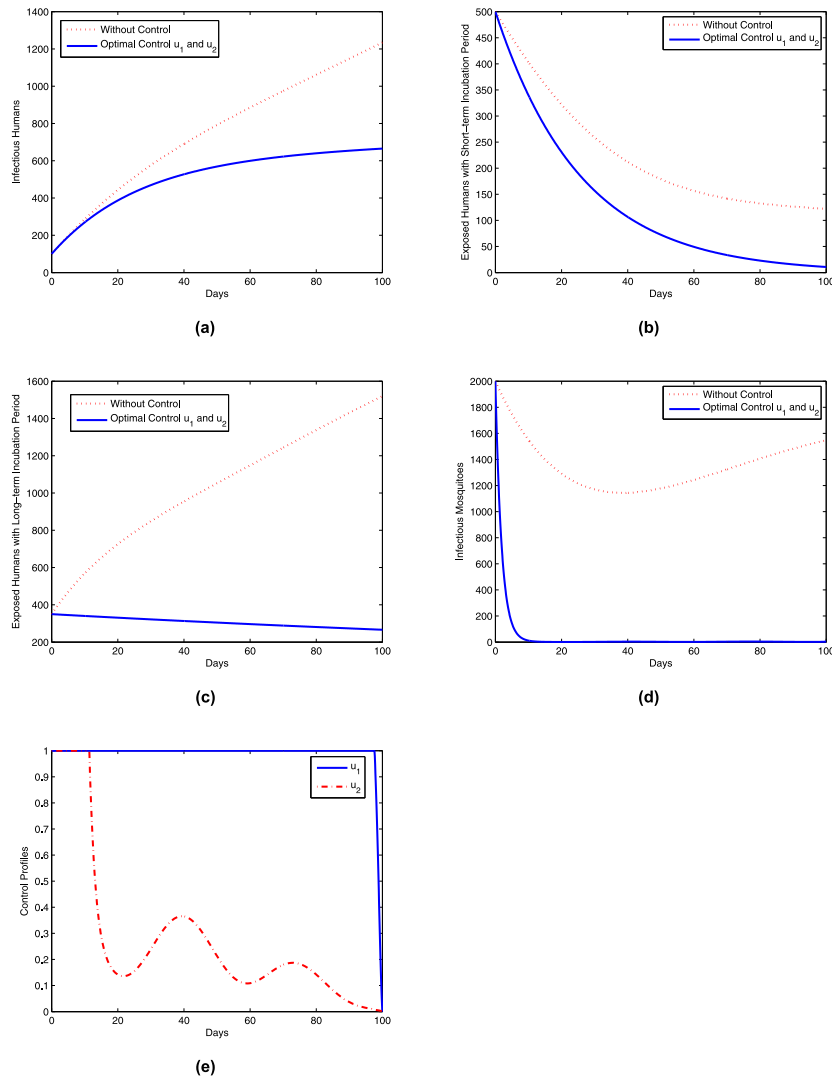 Without Control
Optimal Control u1 and u2
Infectious Humans
1400
1200
1000
800
600
400
200
0
0 20 40 60 80 100
Days
(a)
Without Control
Optimal Control u1 and u2
Exposed Humans with Short-term Incubation Period
500
450
400
350
300
250
200
150
100
50
0
0 20 40 60 80 100
Days
(b)
Without Control
Optimal Control u1 and u2
Exposed Humans with Long-term Incubation Period
1600
1400
1200
1000
800
600
400
200
0 20 40 60 80 100
Days
(c)
Without Control
Optimal Control u1 and u2
Infectious Mosquitoes
2000
1800
1600
1400
1200
1000
800
600
400
200
0
0 20 40 60 80 100
Days
(d)
u1
u2
Control Profiles
1
0.9
0.8
0.7
0.6
0.5
0.4
0.3
0.2
0.1
0
0 20 40 60 80 100
Days
(e)